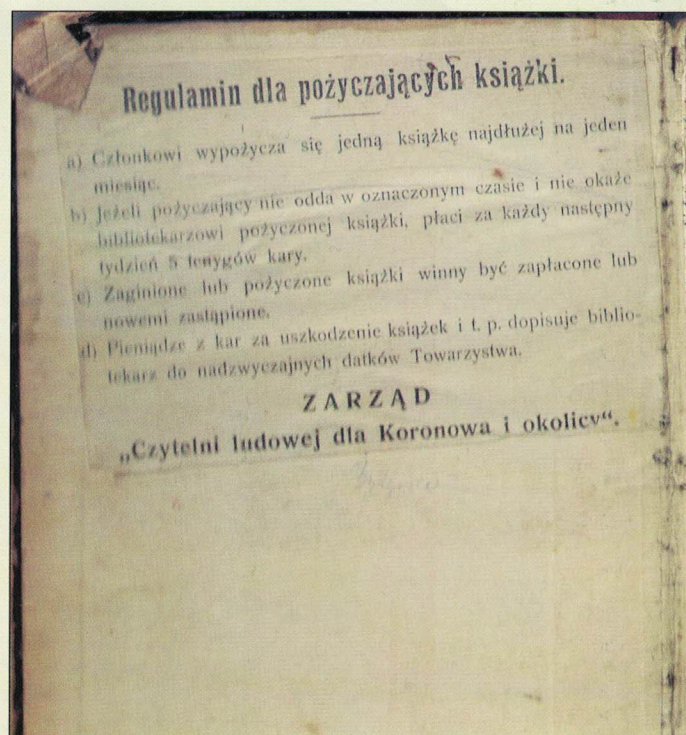 Regulamin dla pożyczających książki.
a) Członkowi wypożycza się jedną książkę najdłużej na jeden
miesiąc.
b) Jeżeli pożyczający nie odda w oznaczonym czasie i nie okaże
bibliotekarzowi pożyczonej książki, płaci za każdy następny
tydzień 5 fenygów kary.
c) Zaginione lub pożyczone książki winny być zapłacone lub
nowemi zastąpione.
d) Pieniądze z kar za uszkodzenie książek i t. p. dopisuje biblio-
tekarz do nadzwyczajnych datków Towarzystwa.
ZARZĄD
„Czytelni ludowej dla Koronowa i okolicy“.